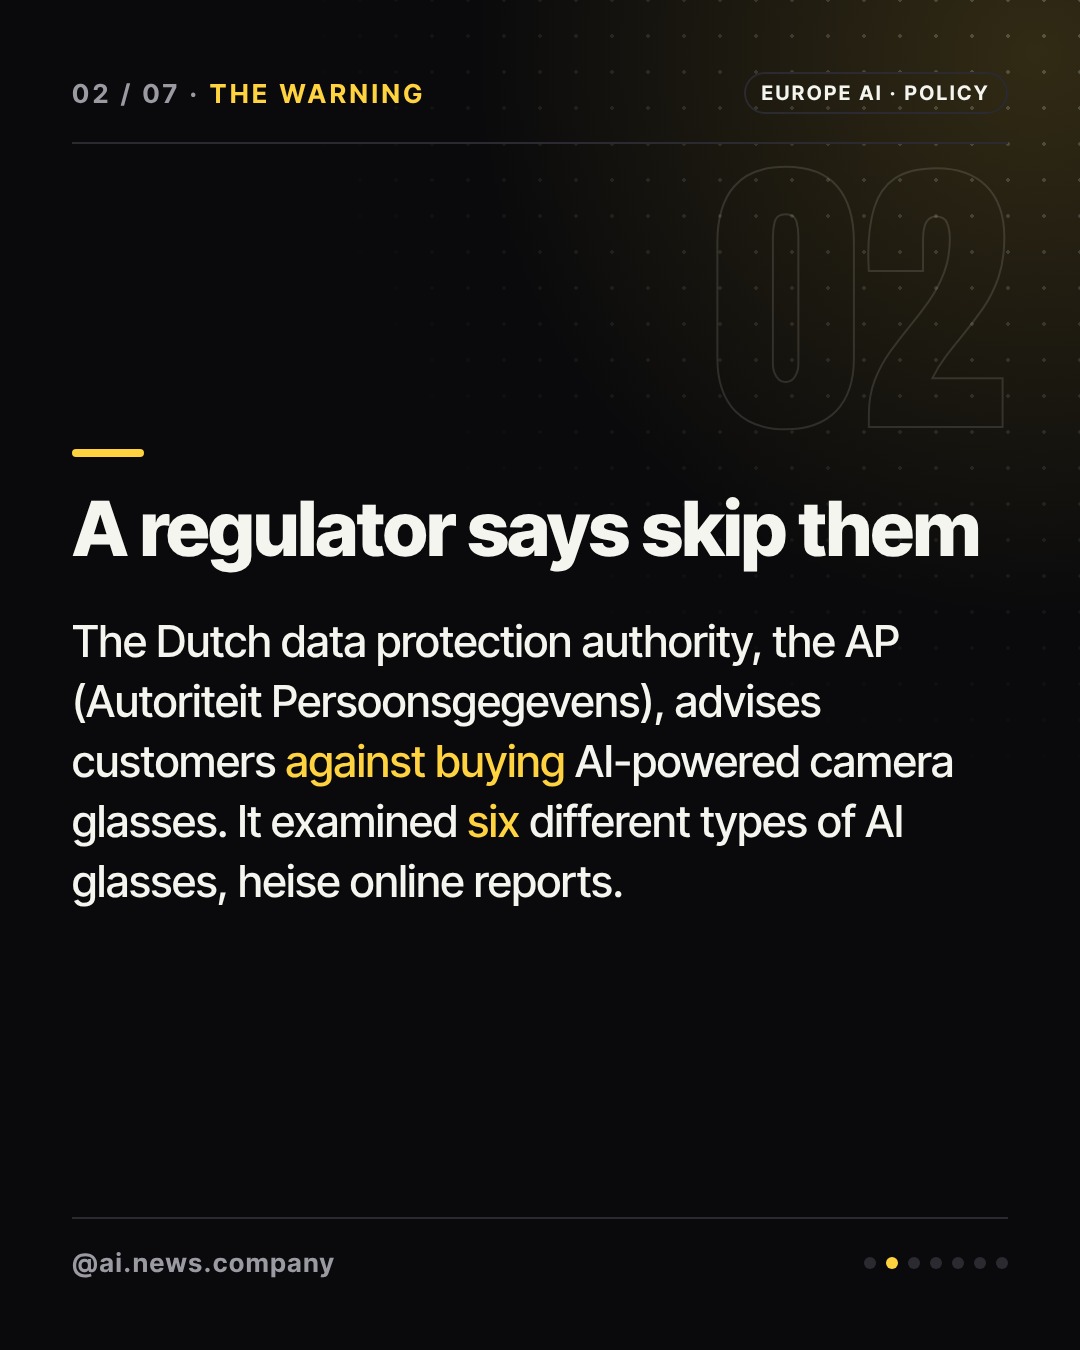 02 / 07 · THE WARNING
EUROPE AI · POLICY
02
A regulator says skip them
The Dutch data protection authority, the AP
(Autoriteit Persoonsgegevens), advises
customers against buying AI-powered camera
glasses. It examined six different types of AI
glasses, heise online reports.
@ai.news.company